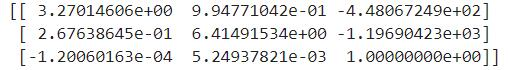 [[ 3.27014606e+00 9.94771042e-01 -4.48067249e+02]
[ 2.67638645e-01 6.41491534e+00 -1.19690423e+03]
[-1.20060163e-04 5.24937821e-03 1.00000000e+00]]